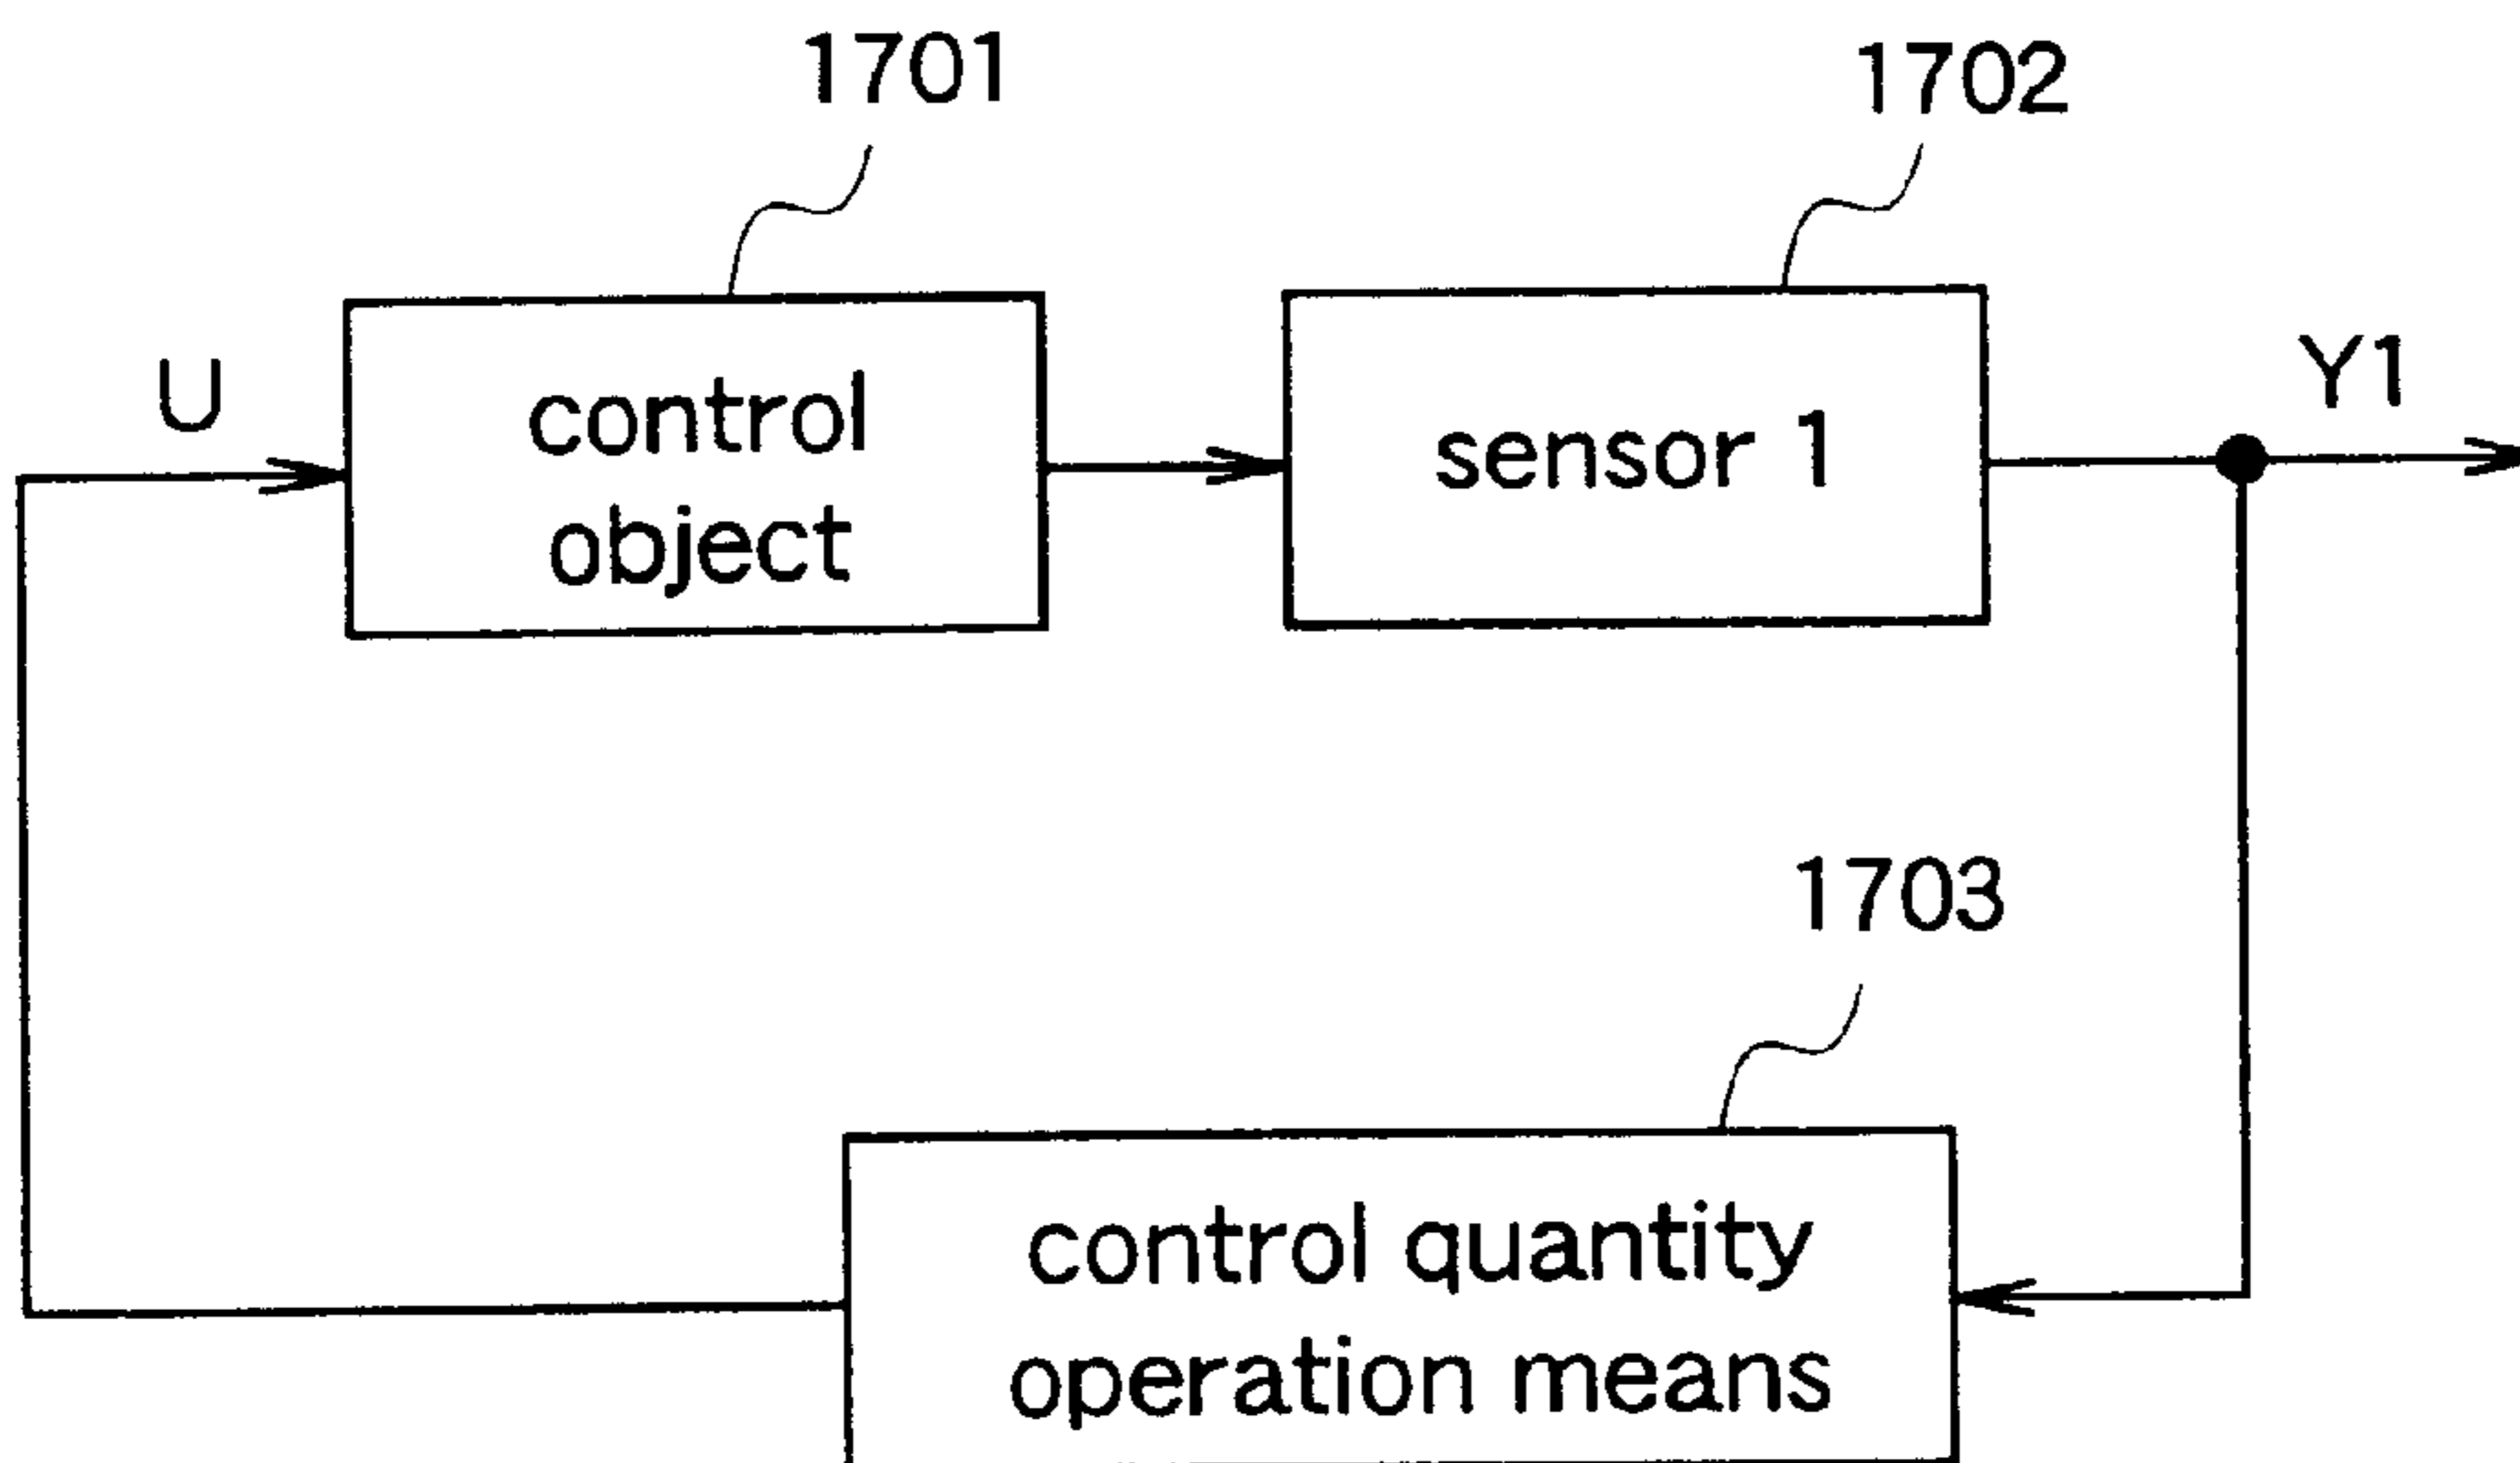 1701
1702
U
control
object
sensor 1
Y1
1703
control quantity
operation means